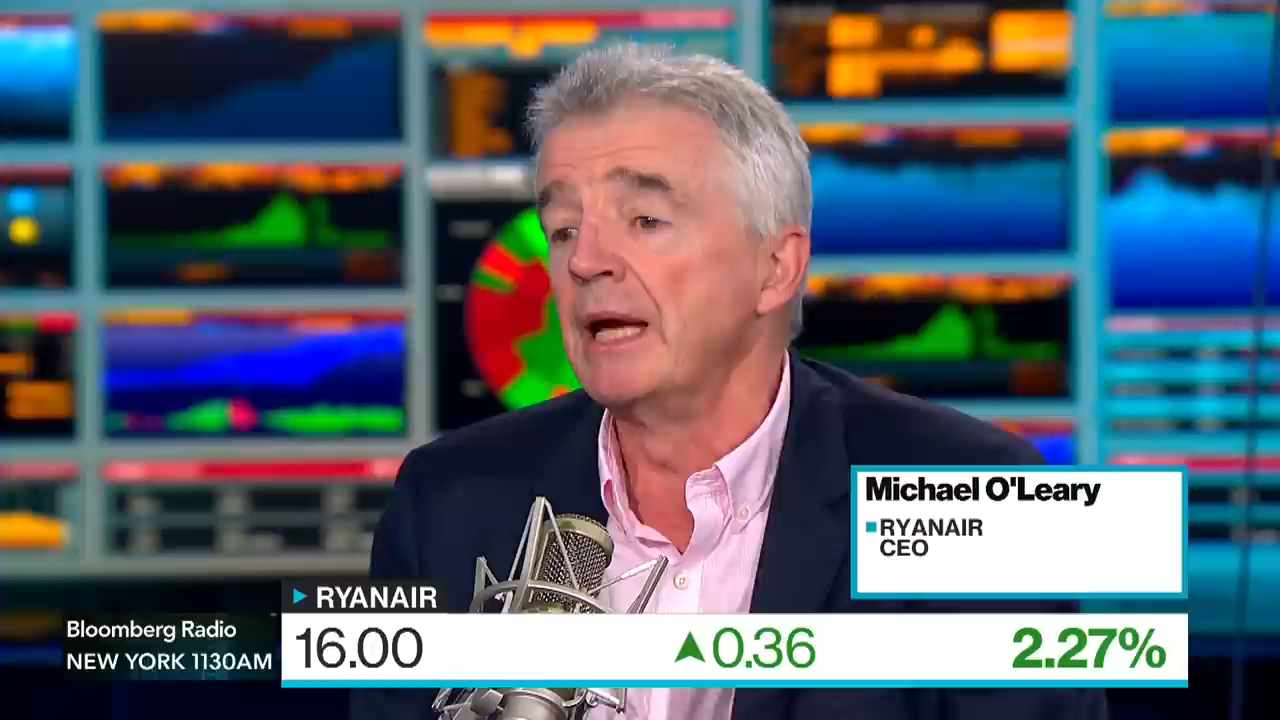 Michael O'Leary
RYANAIR
CEO
RYANAIR
Bloomberg Radio
NEW YORK 1130AM
16.00 ▲0.36 2.27%